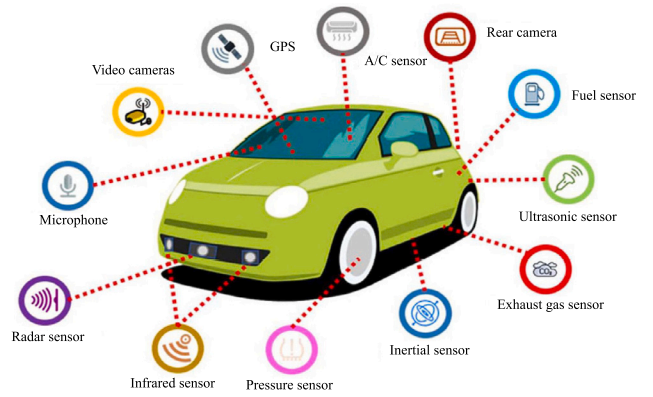 GPS
Rear camera
A/C sensor
Video cameras
Fuel sensor
Microphone
Ultrasonic sensor
CO2
Exhaust gas sensor
Radar sensor
Inertial sensor
Infrared sensor
Pressure sensor